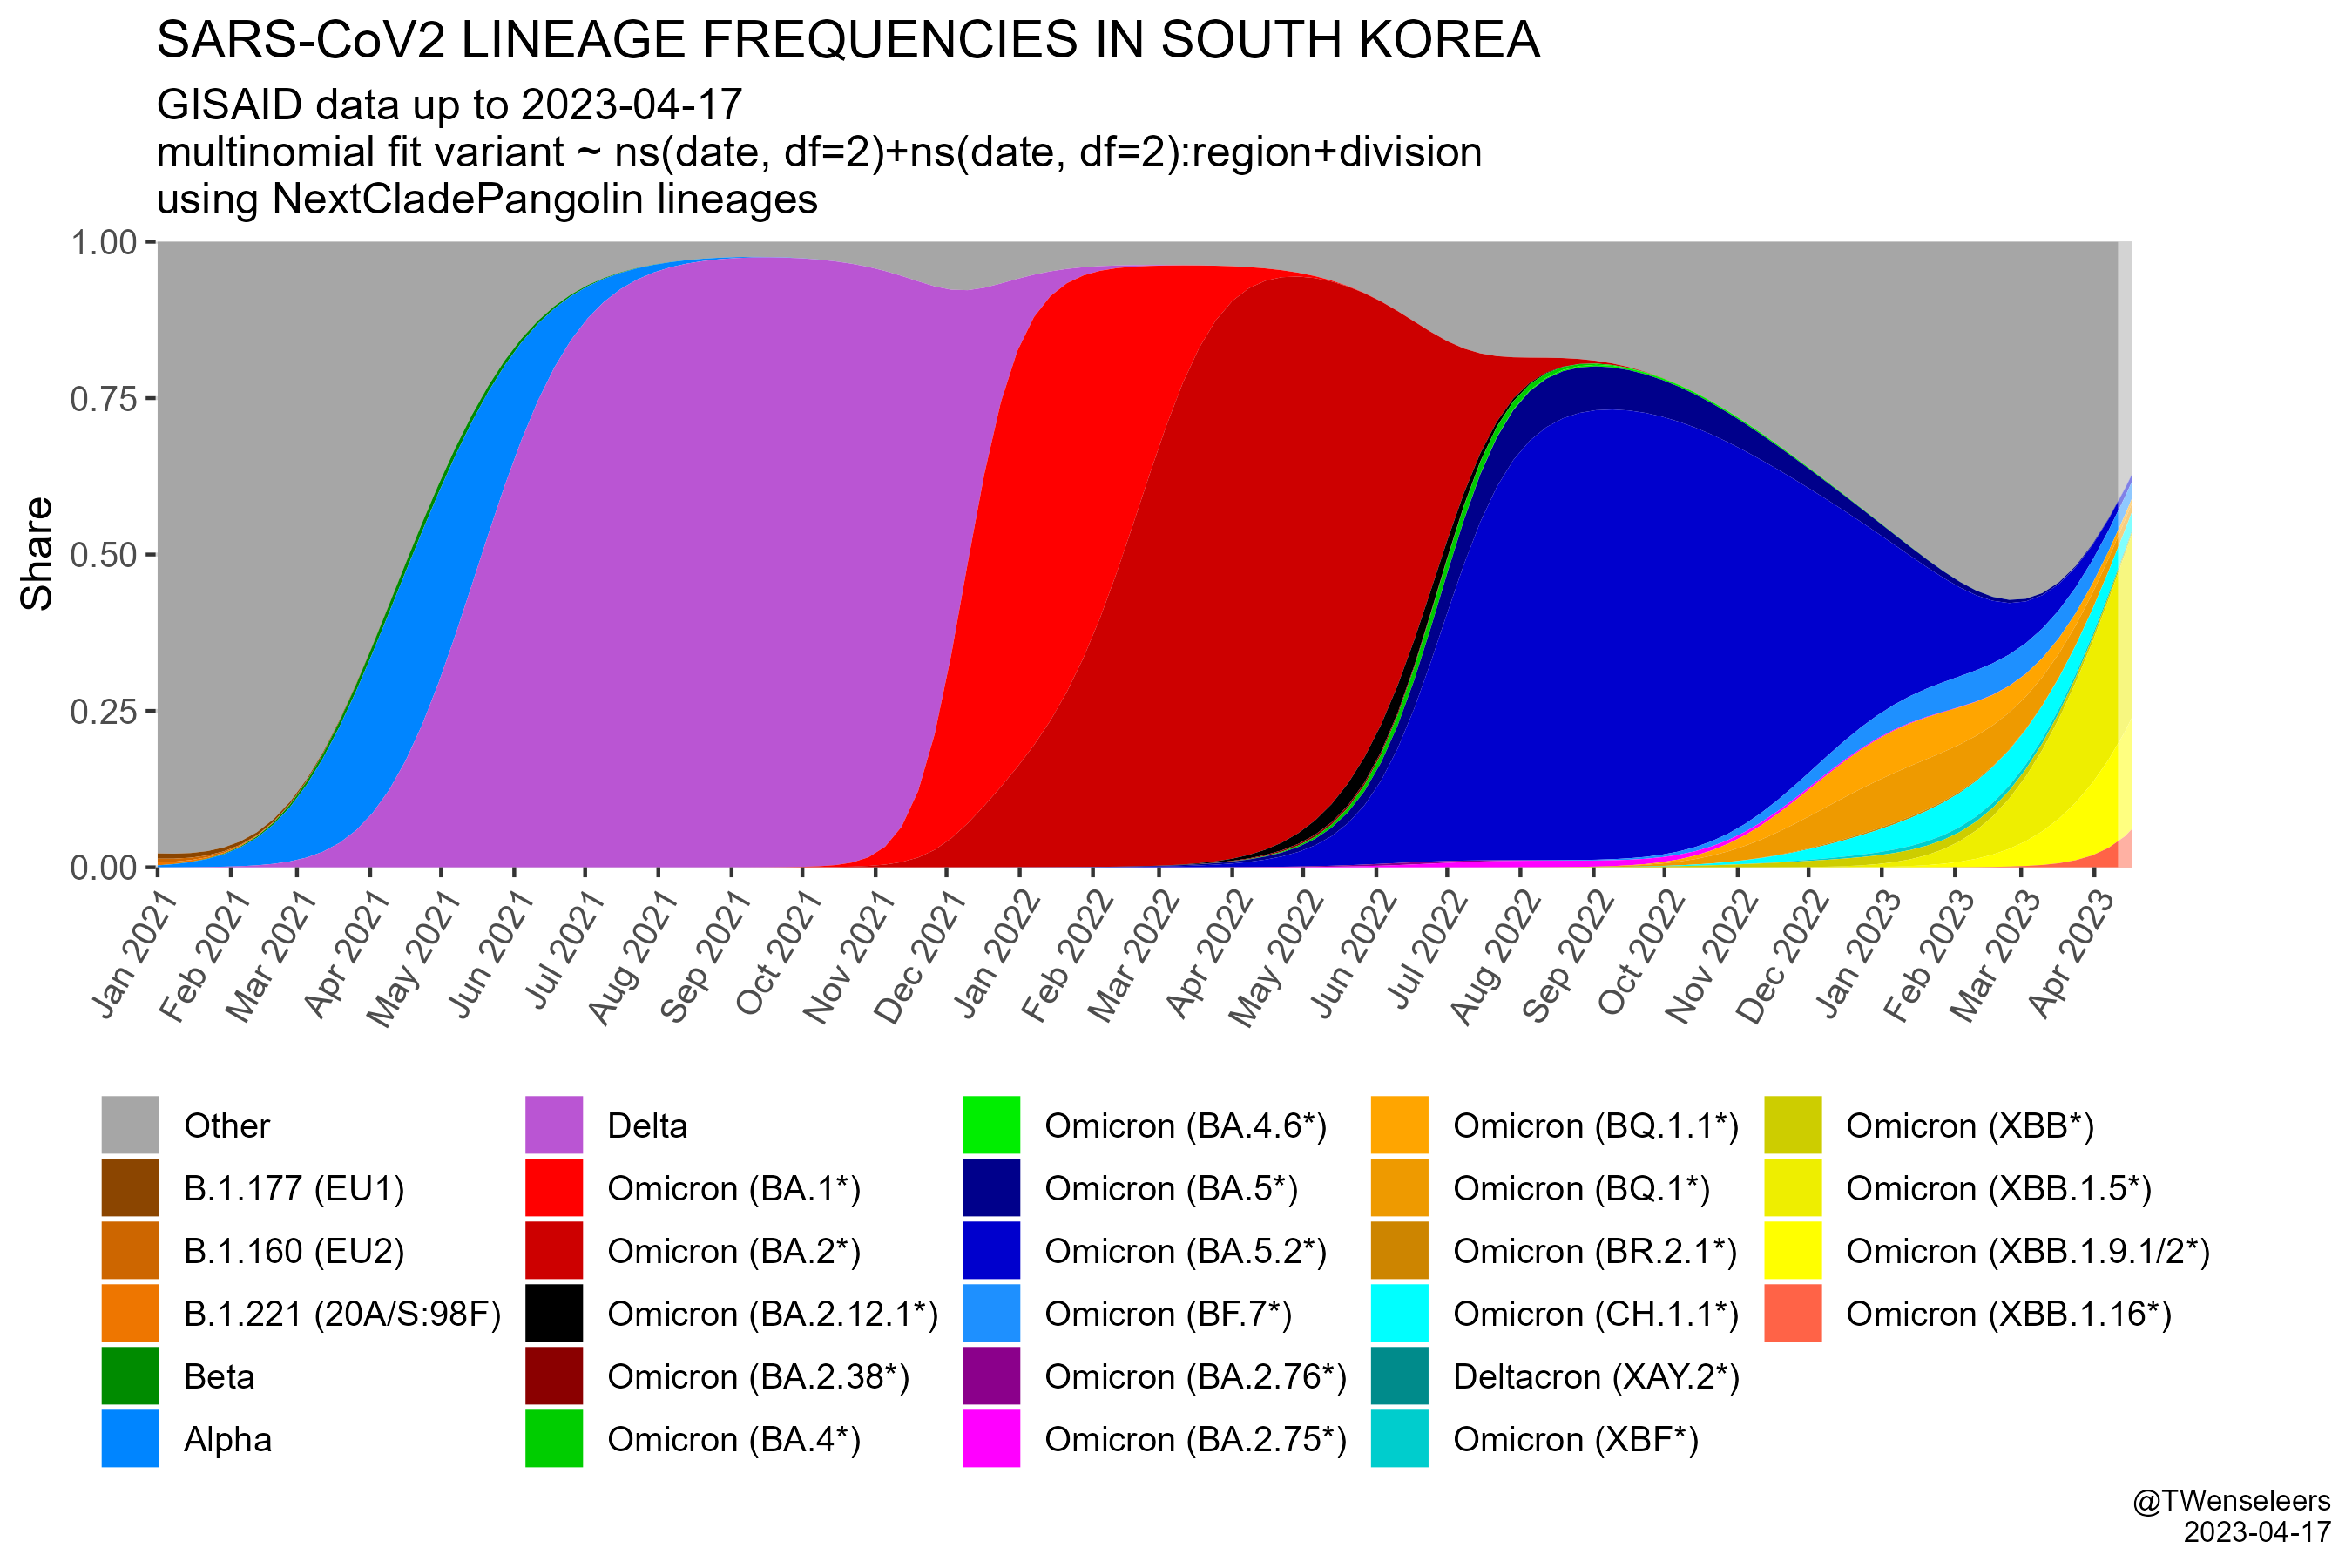 SARS-CoV2 LINEAGE FREQUENCIES IN SOUTH KOREA
GISAID data up to 2023-04-17
multinomial fit variant ~ ns(date, df=2)+ns(date, df=2):region+division
using NextCladePangolin lineages
Share
1.00
0.75
0.50
0.25
0.00
Jan 2021
Feb 2021
Mar 2021
Apr 2021
May 2021
Jun 2021
Jul 2021
Aug 2021
Sep 2021
Oct 2021
Nov 2021
Dec 2021
Jan 2022
Feb 2022
Mar 2022
Apr 2022
May 2022
Jun 2022
Jul 2022
Aug 2022
Sep 2022
Oct 2022
Nov 2022
Dec 2022
Jan 2023
Feb 2023
Mar 2023
Apr 2023
Other
B.1.177 (EU1)
B.1.160 (EU2)
B.1.221 (20A/S:98F)
Beta
Alpha
Delta
Omicron (BA.1*)
Omicron (BA.2*)
Omicron (BA.2.12.1*)
Omicron (BA.2.38*)
Omicron (BA.4*)
Omicron (BA.4.6*)
Omicron (BA.5*)
Omicron (BA.5.2*)
Omicron (BF.7*)
Omicron (BA.2.76*)
Omicron (BA.2.75*)
Omicron (BQ.1.1*)
Omicron (BQ.1*)
Omicron (BR.2.1*)
Omicron (CH.1.1*)
Deltacron (XAY.2*)
Omicron (XBF*)
Omicron (XBB*)
Omicron (XBB.1.5*)
Omicron (XBB.1.9.1/2*)
Omicron (XBB.1.16*)
@TWenseleers
2023-04-17